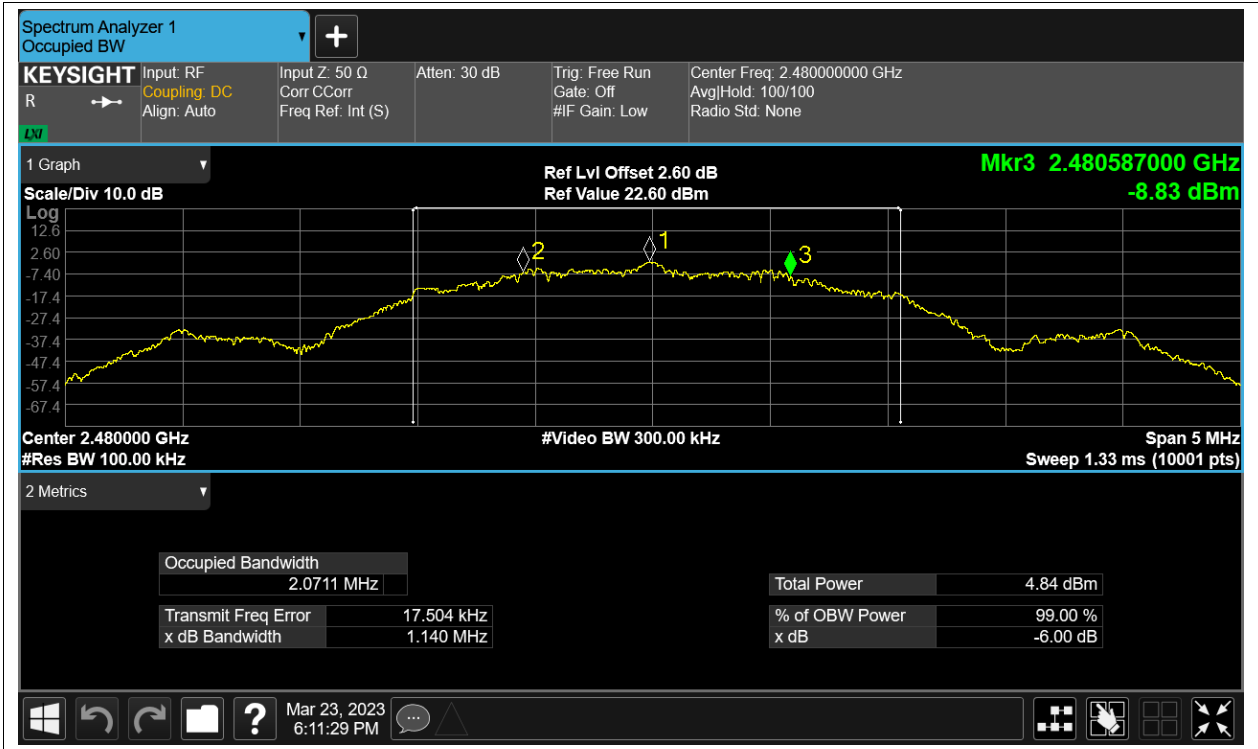 Spectrum Analyzer 1
Occupied BW
▼
+
KEYSIGHT
R
LXI
Input: RF
Coupling: DC
Align: Auto
Input Z: 50 Ω
Corr CCorr
Freq Ref: Int (S)
Atten: 30 dB
Trig: Free Run
Gate: Off
#IF Gain: Low
Center Freq: 2.480000000 GHz
Avg|Hold: 100/100
Radio Std: None
1 Graph ▼
Scale/Div 10.0 dB
Ref Lvl Offset 2.60 dB
Ref Value 22.60 dBm
Mkr3 2.480587000 GHz
-8.83 dBm
Log
12.6
2.60
-7.40
-17.4
-27.4
-37.4
-47.4
-57.4
-67.4
2
1
3
Center 2.480000 GHz
#Res BW 100.00 kHz
#Video BW 300.00 kHz
Span 5 MHz
Sweep 1.33 ms (10001 pts)
2 Metrics ▼
Occupied Bandwidth
2.0711 MHz
Transmit Freq Error 17.504 kHz
x dB Bandwidth 1.140 MHz
Total Power 4.84 dBm
% of OBW Power 99.00 %
x dB -6.00 dB
?
Mar 23, 2023
6:11:29 PM